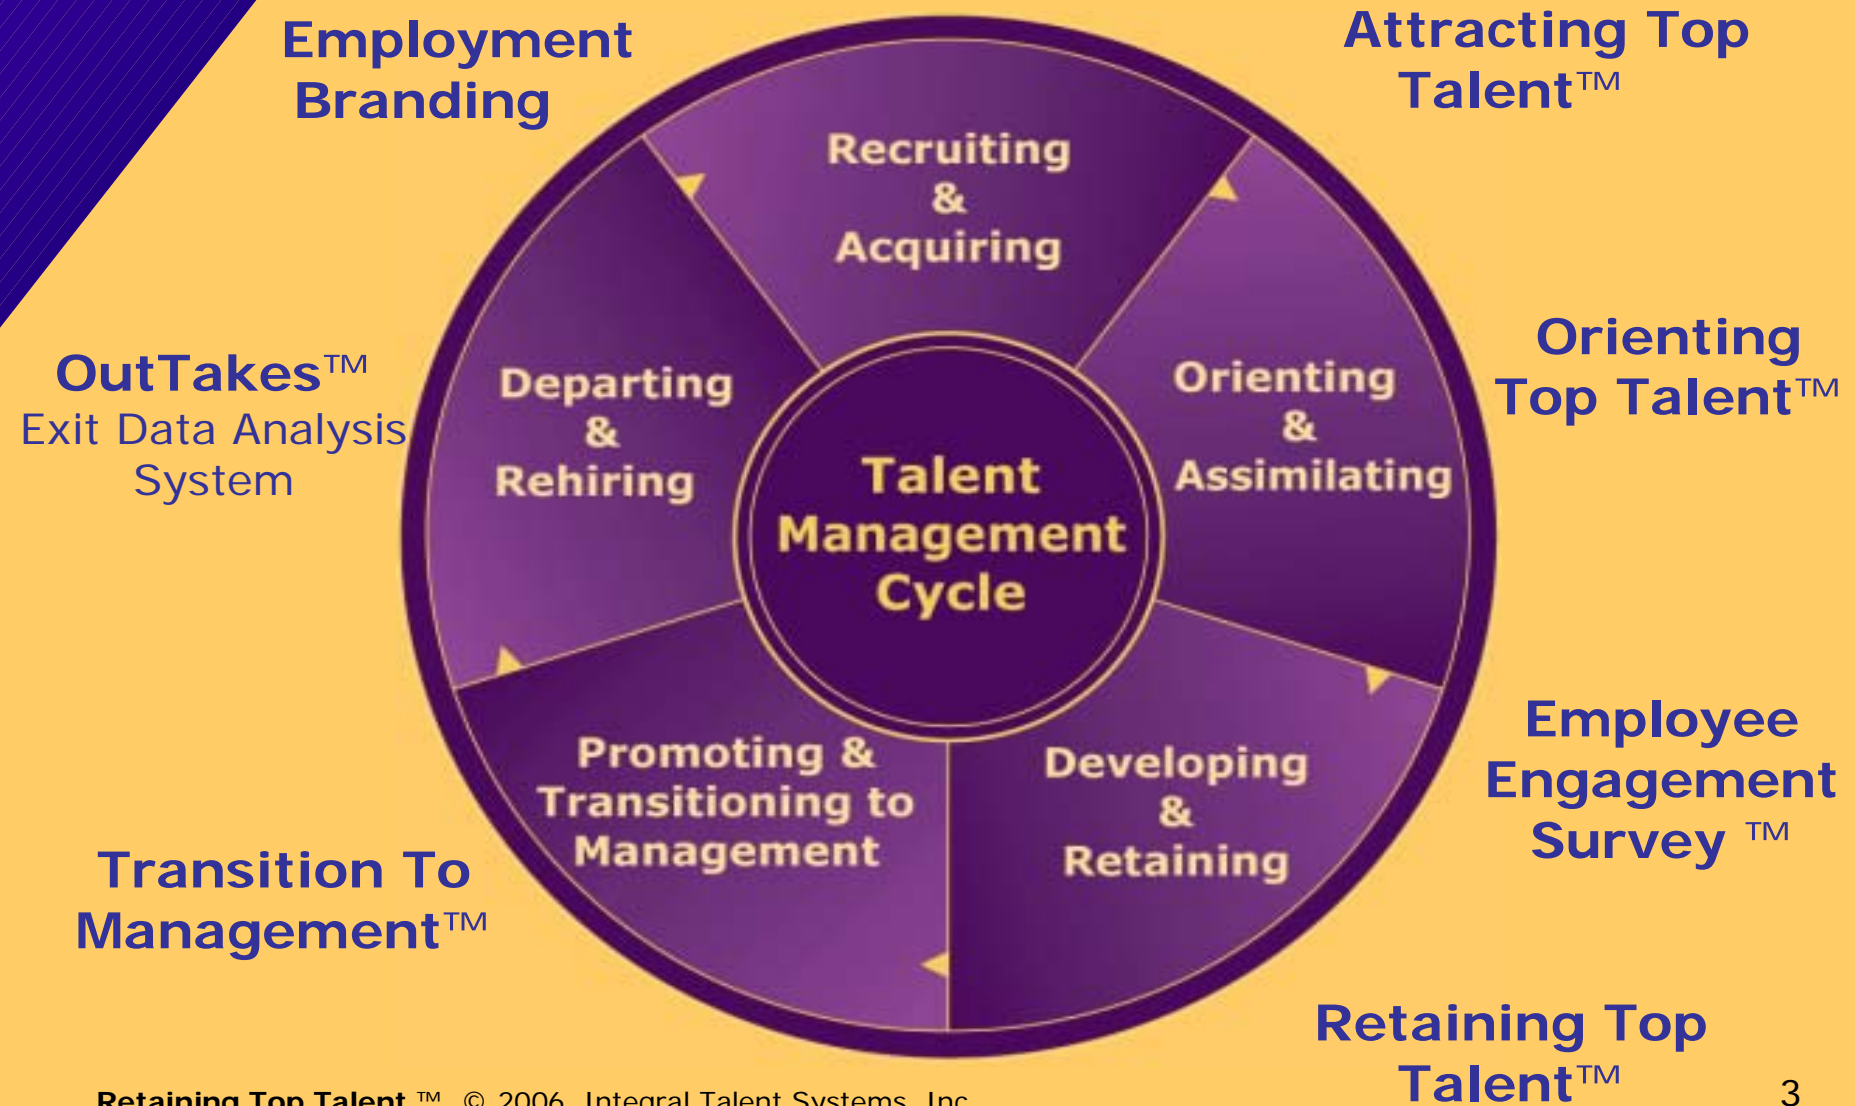 Employment
Branding
Attracting Top
Talent™
Recruiting
&
Acquiring
Orienting
Top Talent™
Orienting
&
Assimilating
OutTakes™
Exit Data Analysis
System
Departing
&
Rehiring
Talent
Management
Cycle
Employee
Engagement
Survey ™
Developing
&
Retaining
Promoting &
Transitioning to
Management
Transition To
Management™
Retaining Top
Talent™
Retaining Top Talent ™ © 2006 Integral Talent Systems, Inc
3